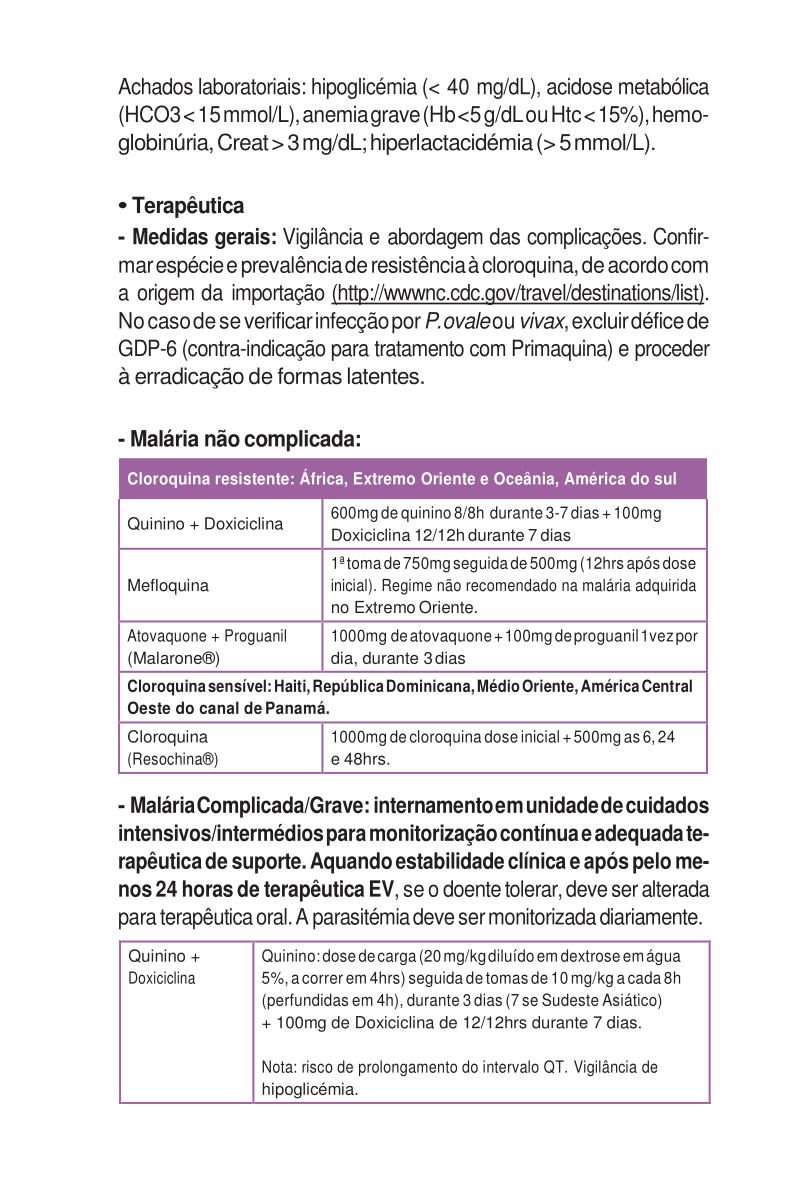 Achados laboratoriais: hipoglicémia (< 40 mg/dL), acidose metabólica
(HCO3 < 15 mmol/L), anemia grave (Hb <5 g/dL ou Htc < 15%), hemo-
globinúria, Creat > 3 mg/dL; hiperlactacidémia (> 5 mmol/L).
• Terapêutica
- Medidas gerais: Vigilância e abordagem das complicações. Confir-
mar espécie e prevalência de resistência à cloroquina, de acordo com
a origem da importação (http://wwwnc.cdc.gov/travel/destinations/list).
No caso de se verificar infecção por P. ovale ou vivax, excluir défice de
GDP-6 (contra-indicação para tratamento com Primaquina) e proceder
à erradicação de formas latentes.
- Malária não complicada:
Cloroquina resistente: África, Extremo Oriente e Oceânia, América do sul
Quinino + Doxiciclina
600mg de quinino 8/8h durante 3-7 dias + 100mg
Doxiciclina 12/12h durante 7 dias
Mefloquina
1ª toma de 750mg seguida de 500mg (12hrs após dose
inicial). Regime não recomendado na malária adquirida
no Extremo Oriente.
Atovaquone + Proguanil
(Malarone®)
1000mg de atovaquone + 100mg de proguanil 1 vez por
dia, durante 3 dias
Cloroquina sensível: Haiti, República Dominicana, Médio Oriente, América Central
Oeste do canal de Panamá.
Cloroquina
(Resochina®)
1000mg de cloroquina dose inicial + 500mg as 6, 24
e 48hrs.
- Malária Complicada/Grave: internamento em unidade de cuidados
intensivos/intermédios para monitorização contínua e adequada te-
rapêutica de suporte. Aquando estabilidade clínica e após pelo me-
nos 24 horas de terapêutica EV, se o doente tolerar, deve ser alterada
para terapêutica oral. A parasitémia deve ser monitorizada diariamente.
Quinino +
Doxiciclina
Quinino: dose de carga (20 mg/kg diluído em dextrose em água
5%, a correr em 4hrs) seguida de tomas de 10 mg/kg a cada 8h
(perfundidas em 4h), durante 3 dias (7 se Sudeste Asiático)
+ 100mg de Doxiciclina de 12/12hrs durante 7 dias.
Nota: risco de prolongamento do intervalo QT. Vigilância de
hipoglicémia.